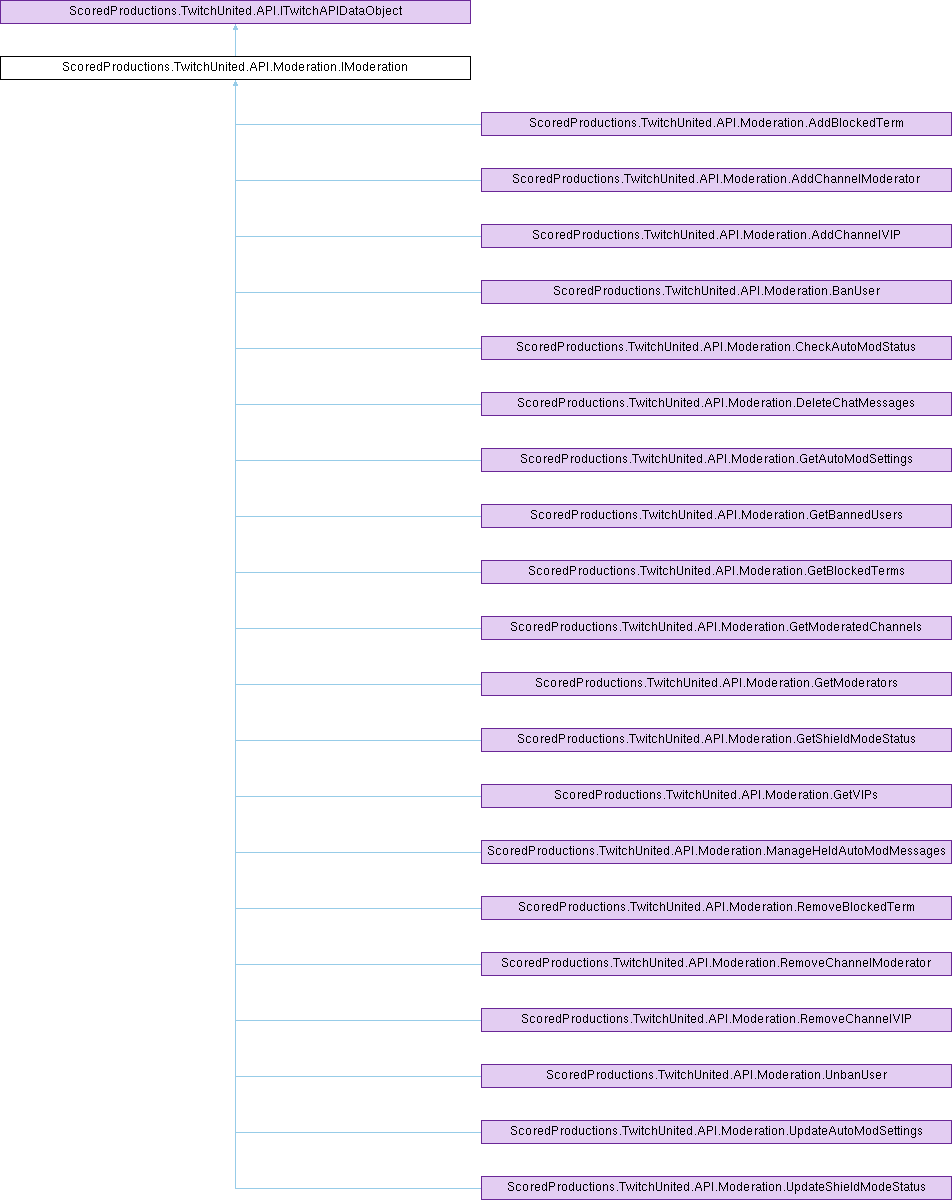 ScoredProductions.TwitchUnited.API.ITwitchAPIDataObject
ScoredProductions.TwitchUnited.API.Moderation.IModeration
ScoredProductions.TwitchUnited.API.Moderation.AddBlockedTerm
ScoredProductions.TwitchUnited.API.Moderation.AddChannelModerator
ScoredProductions.TwitchUnited.API.Moderation.AddChannelVIP
ScoredProductions.TwitchUnited.API.Moderation.BanUser
ScoredProductions.TwitchUnited.API.Moderation.CheckAutoModStatus
ScoredProductions.TwitchUnited.API.Moderation.DeleteChatMessages
ScoredProductions.TwitchUnited.API.Moderation.GetAutoModSettings
ScoredProductions.TwitchUnited.API.Moderation.GetBannedUsers
ScoredProductions.TwitchUnited.API.Moderation.GetBlockedTerms
ScoredProductions.TwitchUnited.API.Moderation.GetModeratedChannels
ScoredProductions.TwitchUnited.API.Moderation.GetModerators
ScoredProductions.TwitchUnited.API.Moderation.GetShieldModeStatus
ScoredProductions.TwitchUnited.API.Moderation.GetVIPs
ScoredProductions.TwitchUnited.API.Moderation.ManageHeldAutoModMessages
ScoredProductions.TwitchUnited.API.Moderation.RemoveBlockedTerm
ScoredProductions.TwitchUnited.API.Moderation.RemoveChannelModerator
ScoredProductions.TwitchUnited.API.Moderation.RemoveChannelVIP
ScoredProductions.TwitchUnited.API.Moderation.UnbanUser
ScoredProductions.TwitchUnited.API.Moderation.UpdateAutoModSettings
ScoredProductions.TwitchUnited.API.Moderation.UpdateShieldModeStatus